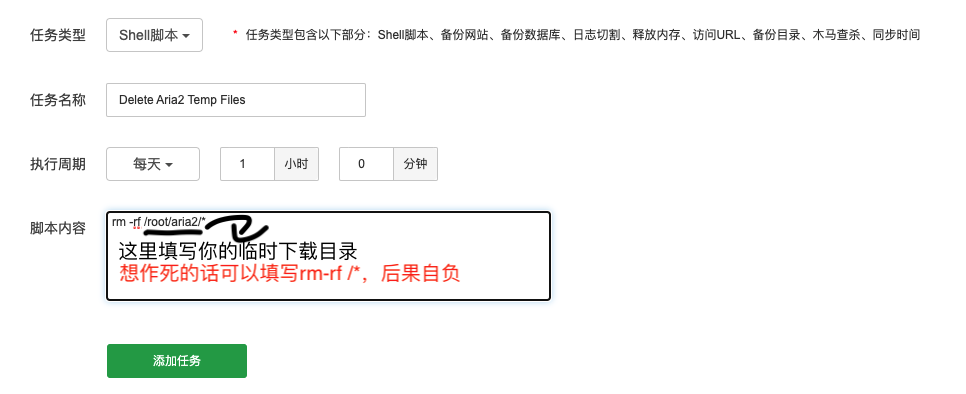 任务类型 Shell脚本 * 任务类型包含以下部分：Shell脚本、备份网站、备份数据库、日志切割、释放内存、访问URL、备份目录、木马查杀、同步时间
任务名称 Delete Aria2 Temp Files
执行周期 每天 1 小时 0 分钟
脚本内容 rm -rf /root/aria2/*
这里填写你的临时下载目录
想作死的话可以填写rm-rf /*，后果自负
添加任务